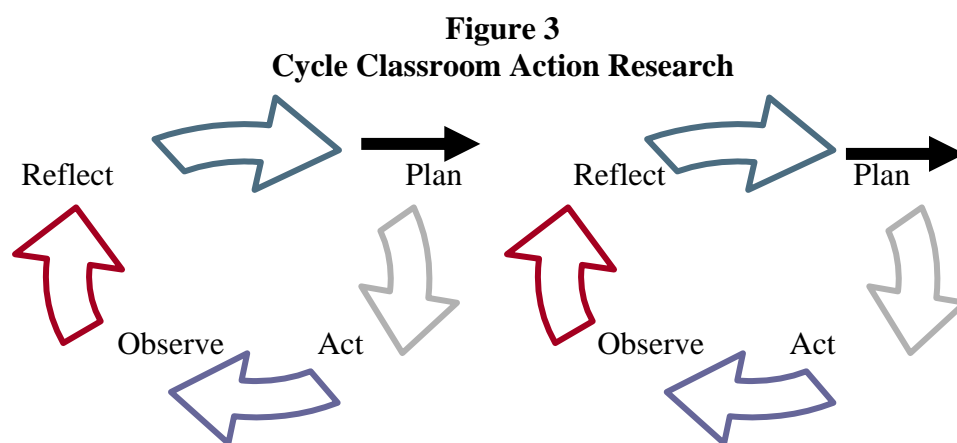 Figure 3
Cycle Classroom Action Research
Reflect
Plan
Reflect
Plan
Observe
Act
Observe
Act